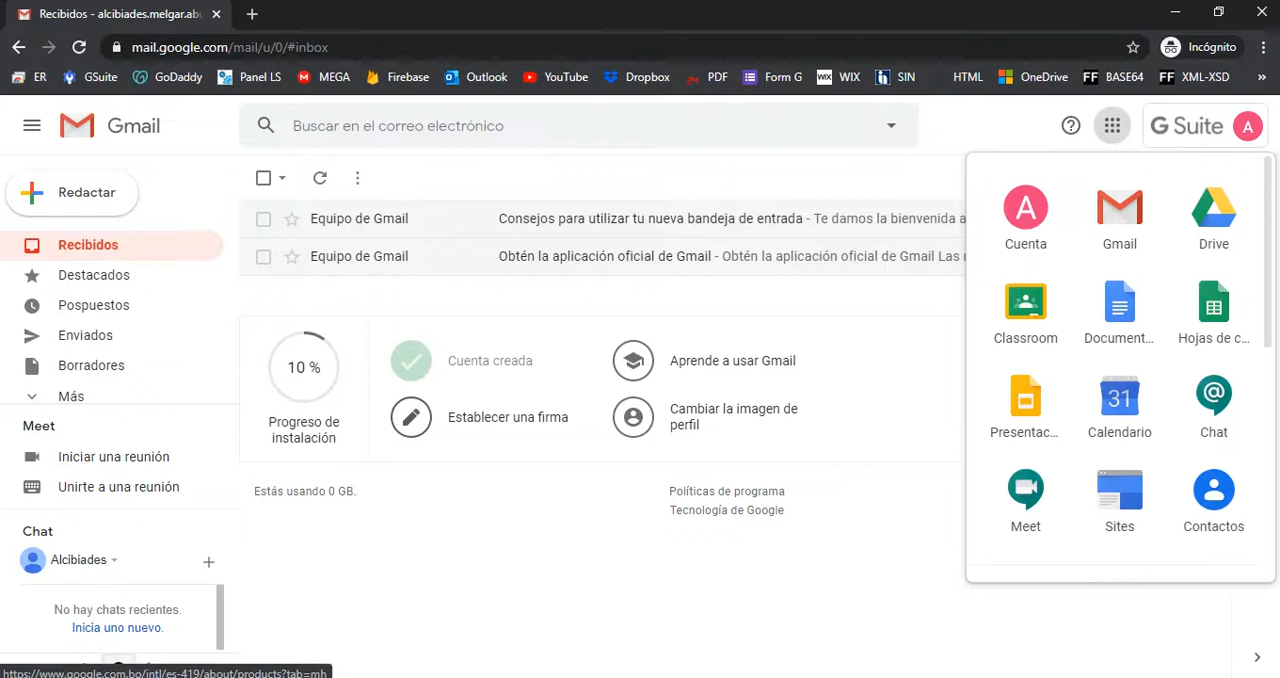 Recibidos - alcibiades.melgar.abu
mail.google.com/mail/u/0/#inbox
Incógnito
ER GSuite GoDaddy Panel LS MEGA Firebase Outlook YouTube Dropbox PDF Form G WIX WIX SIN HTML OneDrive FF BASE64 FF XML-XSD »
Gmail
Buscar en el correo electrónico
G Suite A
Redactar
Recibidos
Destacados
Pospuestos
Enviados
Borradores
Más
Meet
Iniciar una reunión
Unirte a una reunión
Chat
Alcibiades
No hay chats recientes.
Inicia uno nuevo.
https://www.google.com.bo/intl/es-419/about/products?tab=mh
Equipo de Gmail Consejos para utilizar tu nueva bandeja de entrada - Te damos la bienvenida a
Equipo de Gmail Obtén la aplicación oficial de Gmail - Obtén la aplicación oficial de Gmail Las
10 %
Progreso de
instalación
Cuenta creada
Aprende a usar Gmail
Establecer una firma
Cambiar la imagen de
perfil
Estás usando 0 GB.
Políticas de programa
Tecnología de Google
A
Cuenta Gmail Drive
Classroom Document... Hojas de c...
31
Presentac... Calendario Chat
Meet Sites Contactos